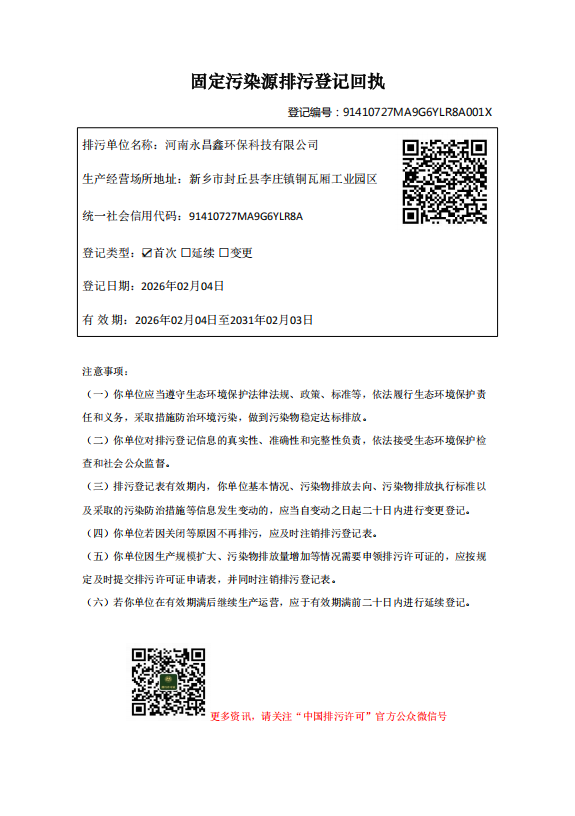 固定污染源排污登记回执
登记编号：91410727MA9G6YLR8A001X
排污单位名称：河南永昌鑫环保科技有限公司
生产经营场所地址：新乡市封丘县李庄镇铜瓦厢工业园区
统一社会信用代码：91410727MA9G6YLR8A
登记类型：☑首次 ☐延续 ☐变更
登记日期：2026年02月04日
有 效 期：2026年02月04日至2031年02月03日
注意事项：
（一）你单位应当遵守生态环境保护法律法规、政策、标准等，依法履行生态环境保护责
任和义务，采取措施防治环境污染，做到污染物稳定达标排放。
（二）你单位对排污登记信息的真实性、准确性和完整性负责，依法接受生态环境保护检
查和社会公众监督。
（三）排污登记表有效期内，你单位基本情况、污染物排放去向、污染物排放执行标准以
及采取的污染防治措施等信息发生变动的，应当自变动之日起二十日内进行变更登记。
（四）你单位若因关闭等原因不再排污，应及时注销排污登记表。
（五）你单位因生产规模扩大、污染物排放量增加等情况需要申领排污许可证的，应按规
定及时提交排污许可证申请表，并同时注销排污登记表。
（六）若你单位在有效期满后继续生产运营，应于有效期满前二十日内进行延续登记。
更多资讯，请关注“中国排污许可”官方公众微信号